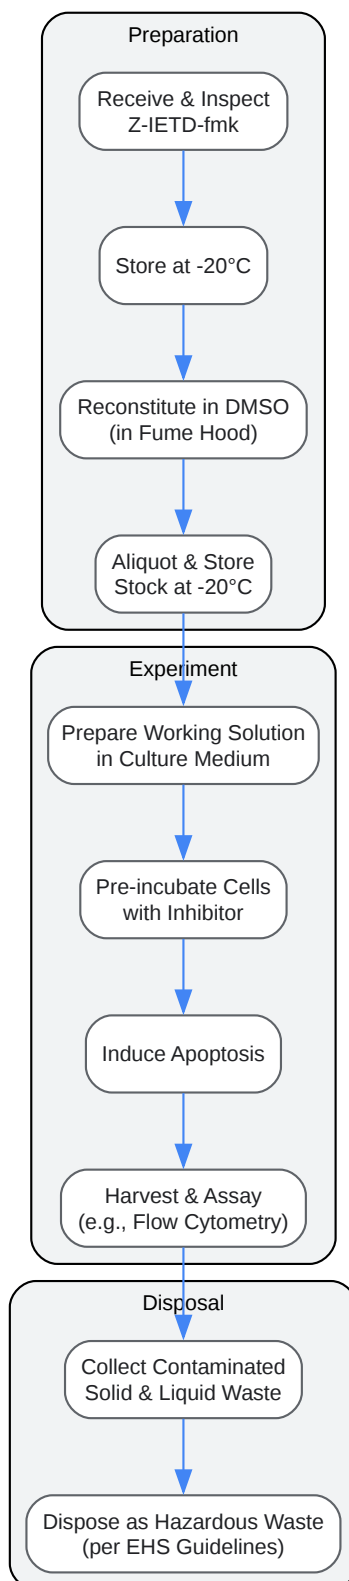 Preparation
Receive & Inspect
Z-IETD-fmk
Store at -20°C
Reconstitute in DMSO
(in Fume Hood)
Aliquot & Store
Stock at -20°C
Experiment
Prepare Working Solution
in Culture Medium
Pre-incubate Cells
with Inhibitor
Induce Apoptosis
Harvest & Assay
(e.g., Flow Cytometry)
Disposal
Collect Contaminated
Solid & Liquid Waste
Dispose as Hazardous Waste
(per EHS Guidelines)